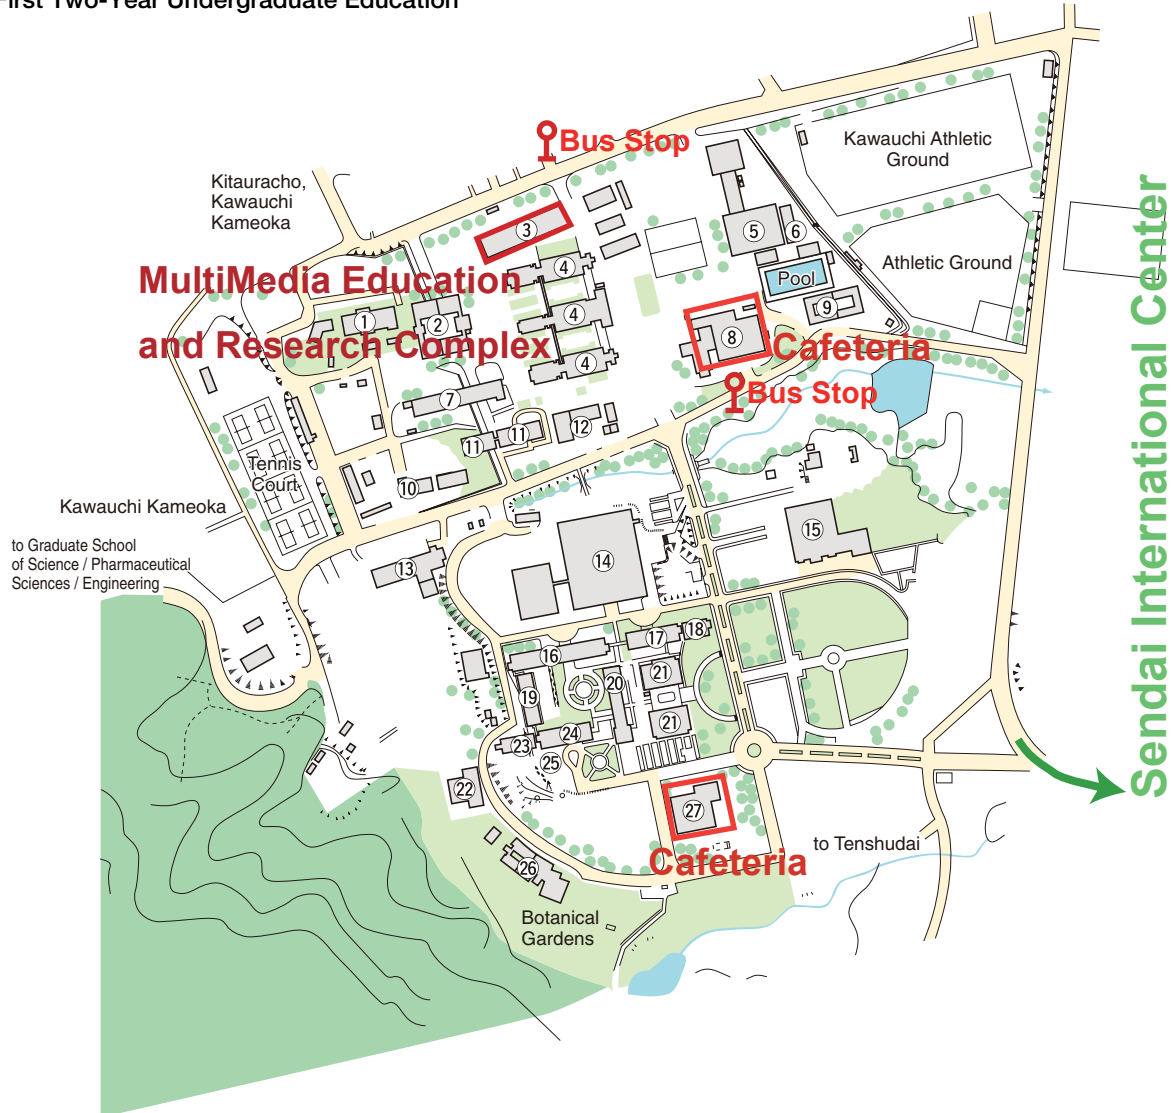 First Two-Year Undergraduate Education
Bus Stop
Kawauchi Athletic
Ground
Kitauracho,
Kawauchi
Kameoka
3
5
6
Athletic Ground
Sendai International Center
MultiMedia Education
and Research Complex
4
Pool
1
2
4
9
8
Cafeteria
4
Bus Stop
7
11
11
12
Tennis
Court
10
Kawauchi Kameoka
15
to Graduate School
of Science / Pharmaceutical
Sciences / Engineering
13
14
17
18
16
21
20
19
21
24
23
25
22
27
to Tenshudai
Cafeteria
26
Botanical
Gardens